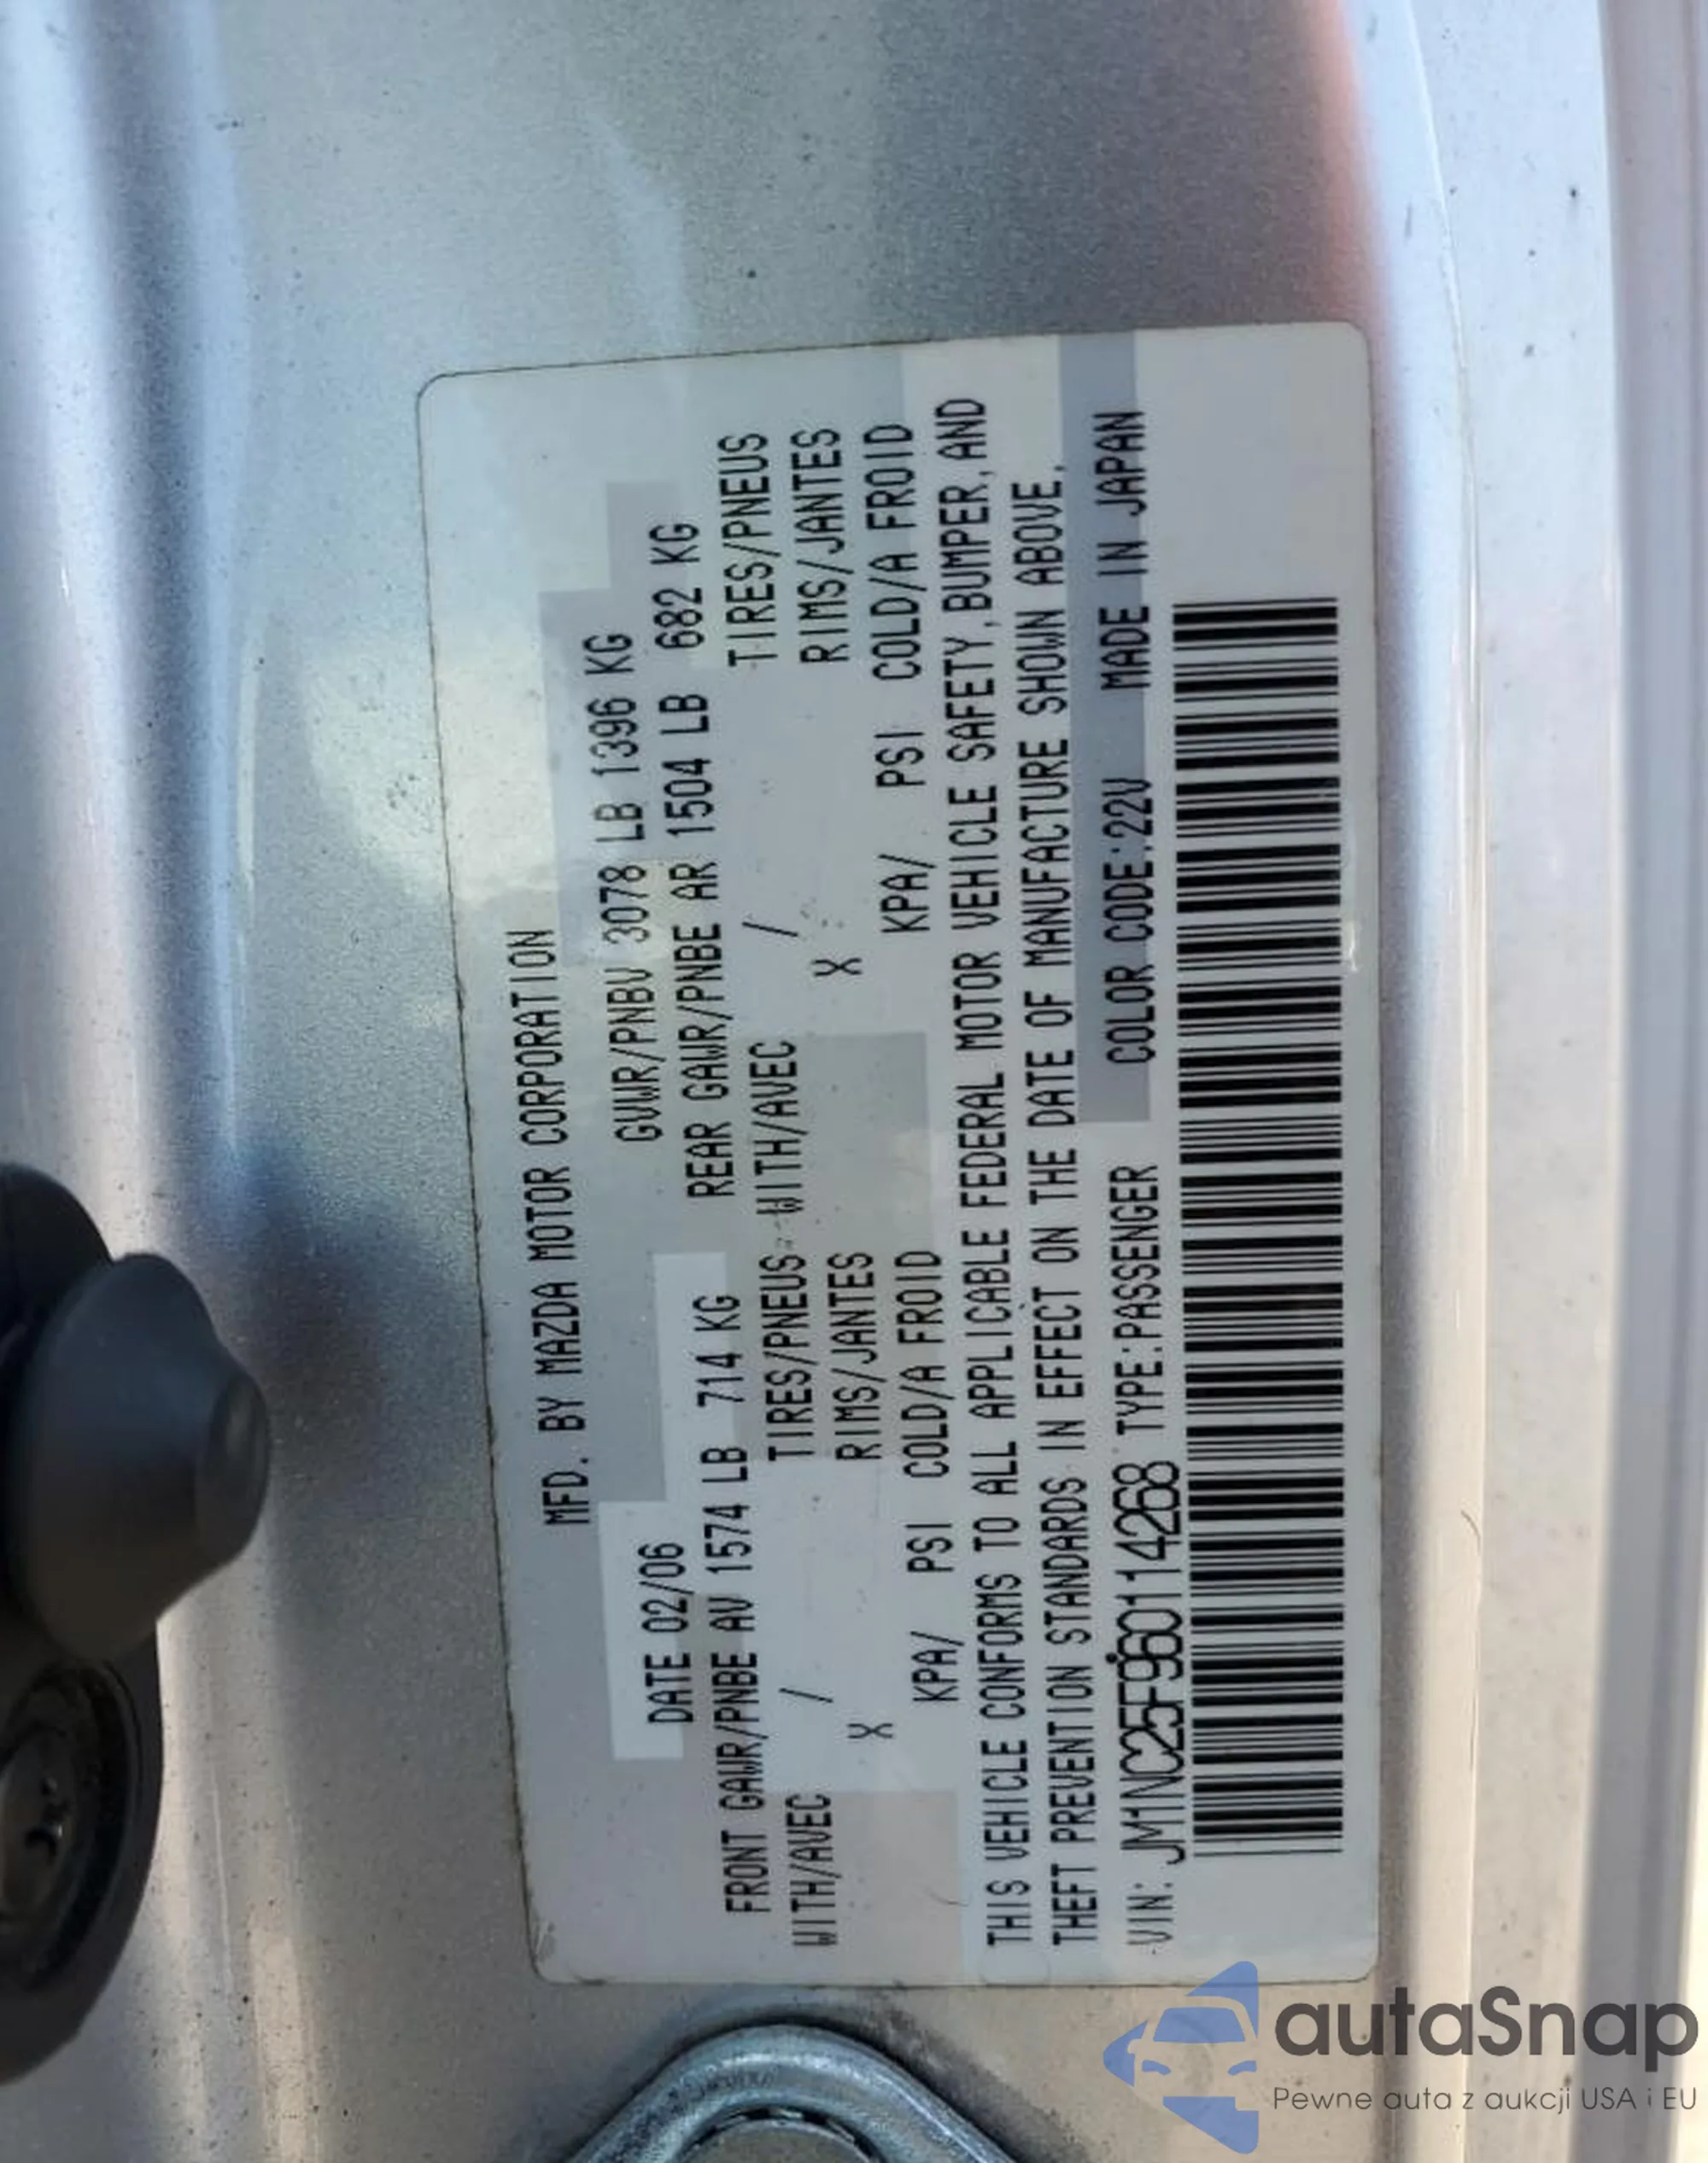 MFD. BY MAZDA MOTOR CORPORATION
DATE 02/06 GVWR/PNBV 3078 LB 1396 KG
FRONT GAWR/PNBE AV 1574 LB 714 KG REAR GAWR/PNBE AR 1504 LB 682 KG
WITH/AVEC / TIRES/PNEUS WITH/AVEC / TIRES/PNEUS
X RIMS/JANTES X RIMS/JANTES
KPA/ PSI COLD/A FROID KPA/ PSI COLD/A FROID
THIS VEHICLE CONFORMS TO ALL APPLICABLE FEDERAL MOTOR VEHICLE SAFETY, BUMPER, AND
THEFT PREVENTION STANDARDS IN EFFECT ON THE DATE OF MANUFACTURE SHOWN ABOVE.
VIN: JM1NC25F960114268 TYPE:PASSENGER COLOR CODE:22V MADE IN JAPAN
autaSnap
Pewne auta z aukcji USA i EU